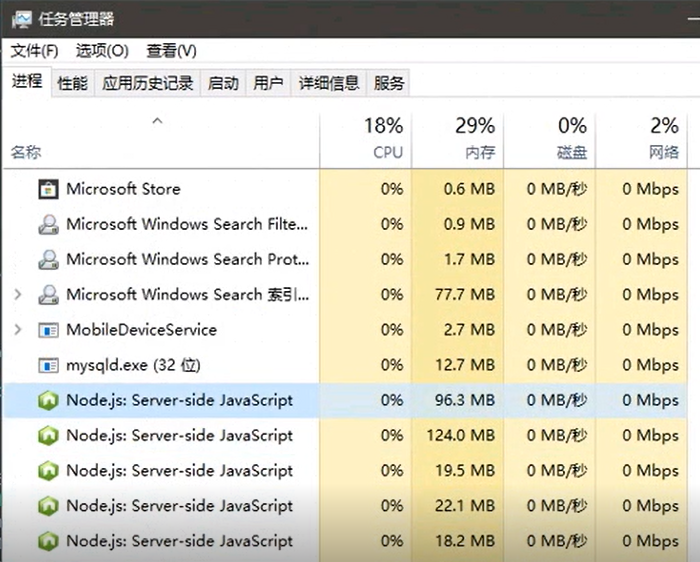 任务管理器
文件(F) 选项(O) 查看(V)
进程 性能 应用历史记录 启动 用户 详细信息 服务
18% 29% 0% 2%
名称 CPU 内存 磁盘 网络
Microsoft Store 0% 0.6 MB 0 MB/秒 0 Mbps
Microsoft Windows Search Filte... 0% 0.9 MB 0 MB/秒 0 Mbps
Microsoft Windows Search Prot... 0% 1.7 MB 0 MB/秒 0 Mbps
Microsoft Windows Search 索引... 0% 77.7 MB 0 MB/秒 0 Mbps
MobileDeviceService 0% 2.7 MB 0 MB/秒 0 Mbps
mysqld.exe (32 位) 0% 12.7 MB 0 MB/秒 0 Mbps
Node.js: Server-side JavaScript 0% 96.3 MB 0 MB/秒 0 Mbps
Node.js: Server-side JavaScript 0% 124.0 MB 0 MB/秒 0 Mbps
Node.js: Server-side JavaScript 0% 19.5 MB 0 MB/秒 0 Mbps
Node.js: Server-side JavaScript 0% 22.1 MB 0 MB/秒 0 Mbps
Node.js: Server-side JavaScript 0% 18.2 MB 0 MB/秒 0 Mbps